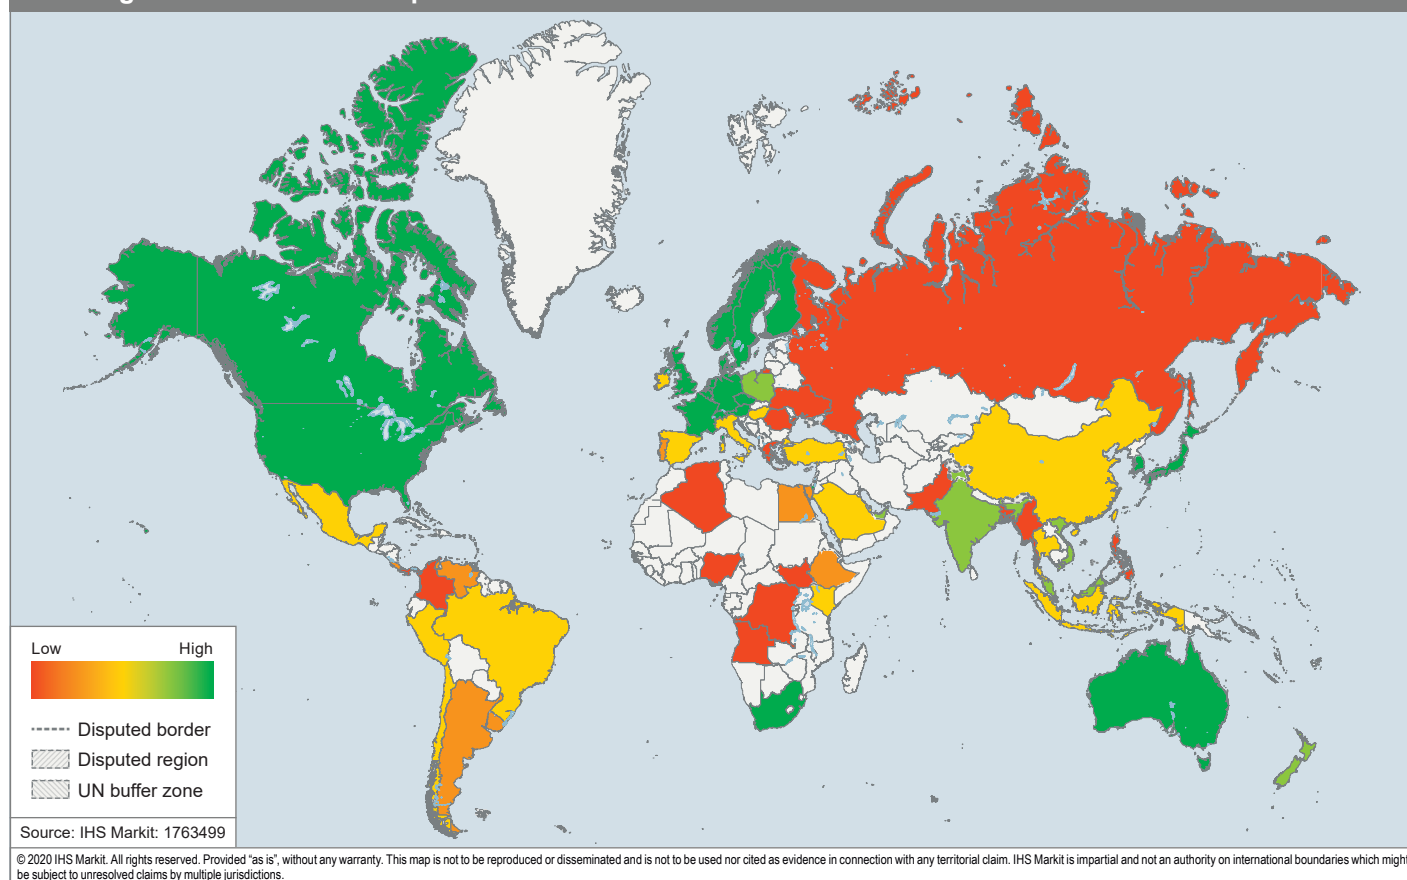 Low High
Disputed border
Disputed region
UN buffer zone
Source: IHS Markit: 1763499
© 2020 IHS Markit. All rights reserved. Provided “as is”, without any warranty. This map is not to be reproduced or disseminated and is not to be used nor cited as evidence in connection with any territorial claim. IHS Markit is impartial and not an authority on international boundaries which might
be subject to unresolved claims by multiple jurisdictions.